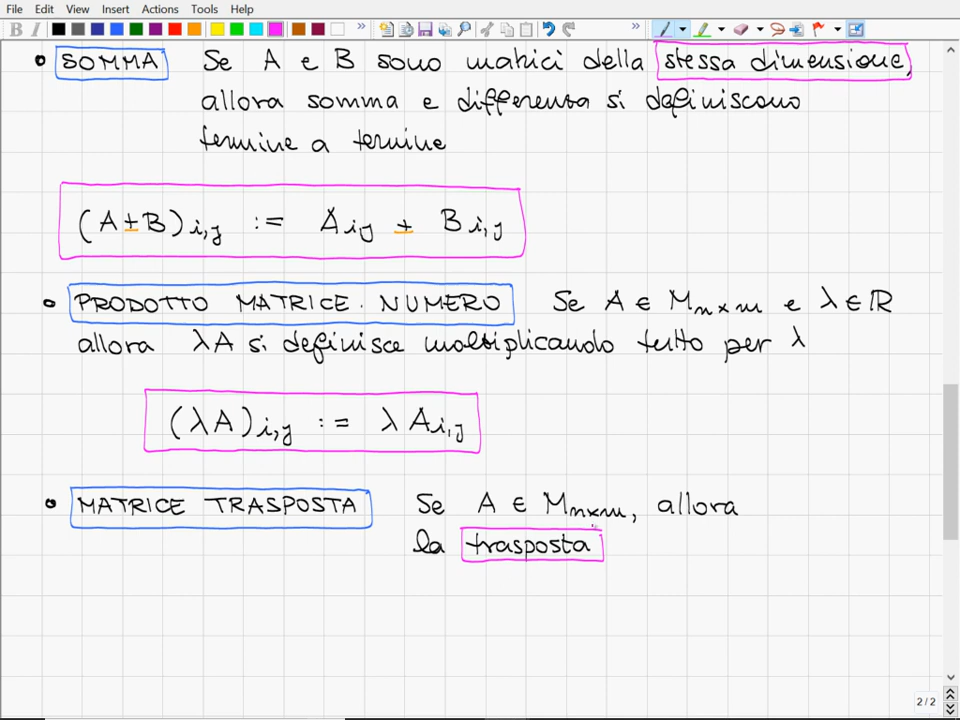 File Edit View Insert Actions Tools Help
B I
• SOMMA Se A e B sono matrici della stessa dimensione,
allora somma e differenza si definiscono
termine a termine
(A±B)i,j := Ai,j ± Bi,j
• PRODOTTO MATRICE-NUMERO Se A ∈ Mm×n e λ ∈ ℝ
allora λA si definisce moltiplicando tutto per λ
(λA)i,j := λ Ai,j
• MATRICE TRASPOSTA Se A ∈ Mm×n, allora
la trasposta
2 / 2